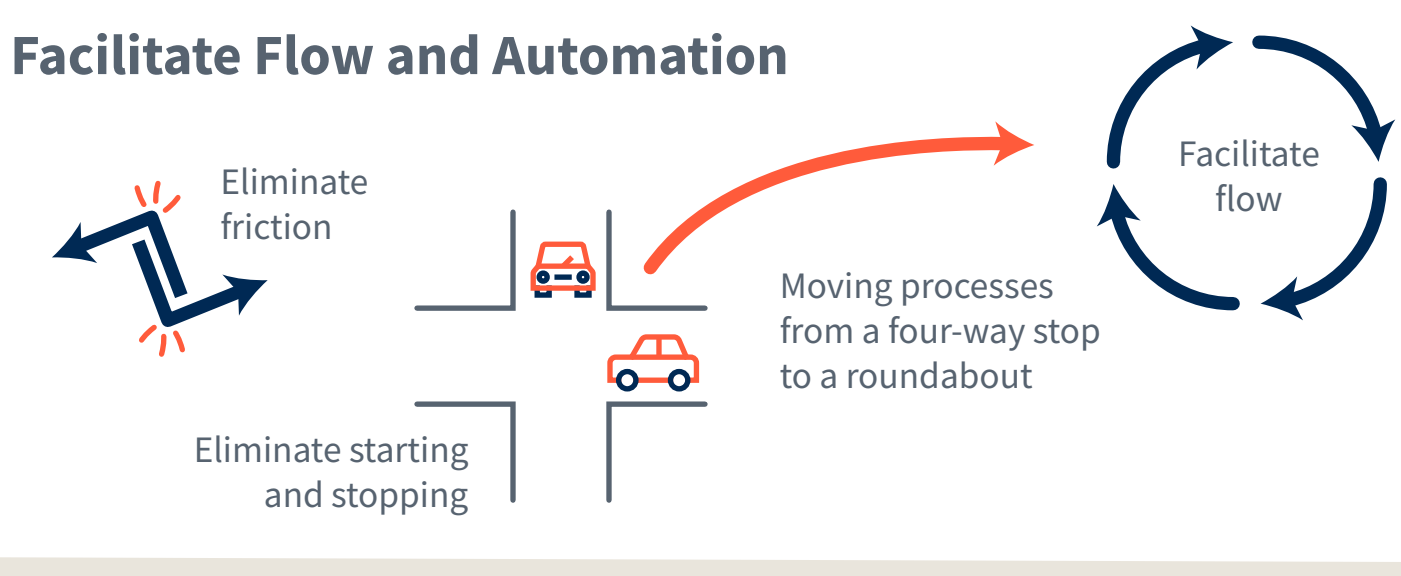 Facilitate Flow and Automation
Eliminate
friction
Eliminate starting
and stopping
Moving processes
from a four-way stop
to a roundabout
Facilitate
flow